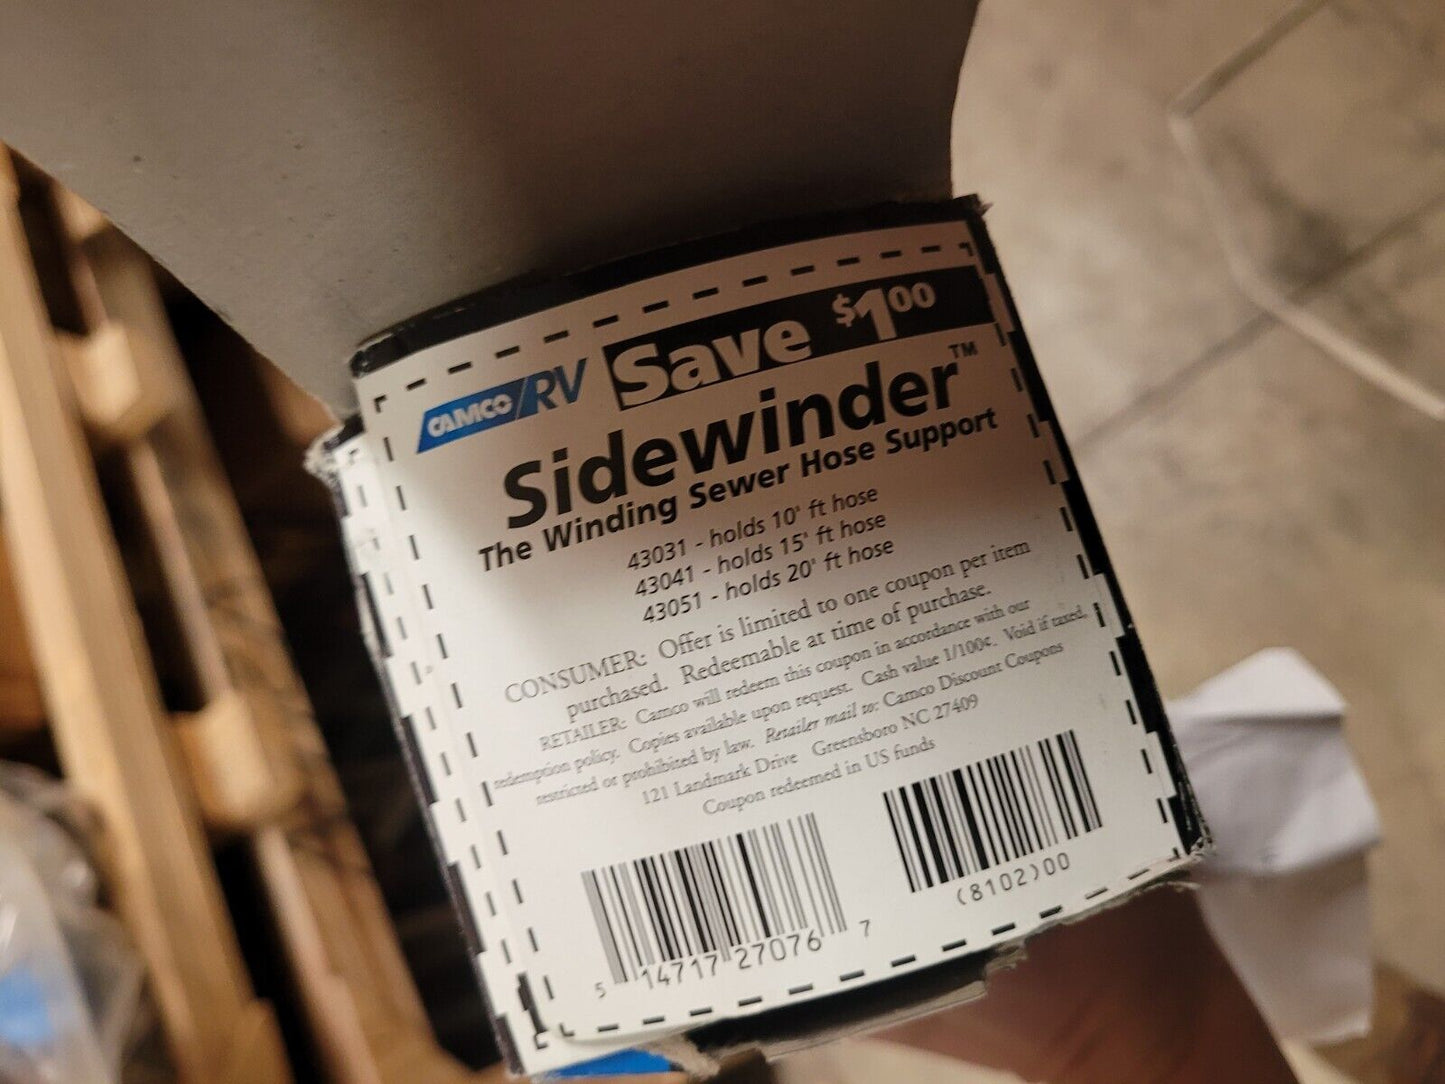 CAMCO/RV Save $1.00
Sidewinder™
The Winding Sewer Hose Support
43031 - holds 10' ft hose
43041 - holds 15' ft hose
43051 - holds 20' ft hose
CONSUMER: Offer is limited to one coupon per item
purchased. Redeemable at time of purchase.
RETAILER: Camco will redeem this coupon in accordance with our
redemption policy. Copies available upon request. Cash value 1/100¢. Void if taxed,
restricted or prohibited by law. Retailer mail to: Camco Discount Coupons
121 Landmark Drive Greensboro NC 27409
Coupon redeemed in US funds
5 14717 27076 7
(8102)00